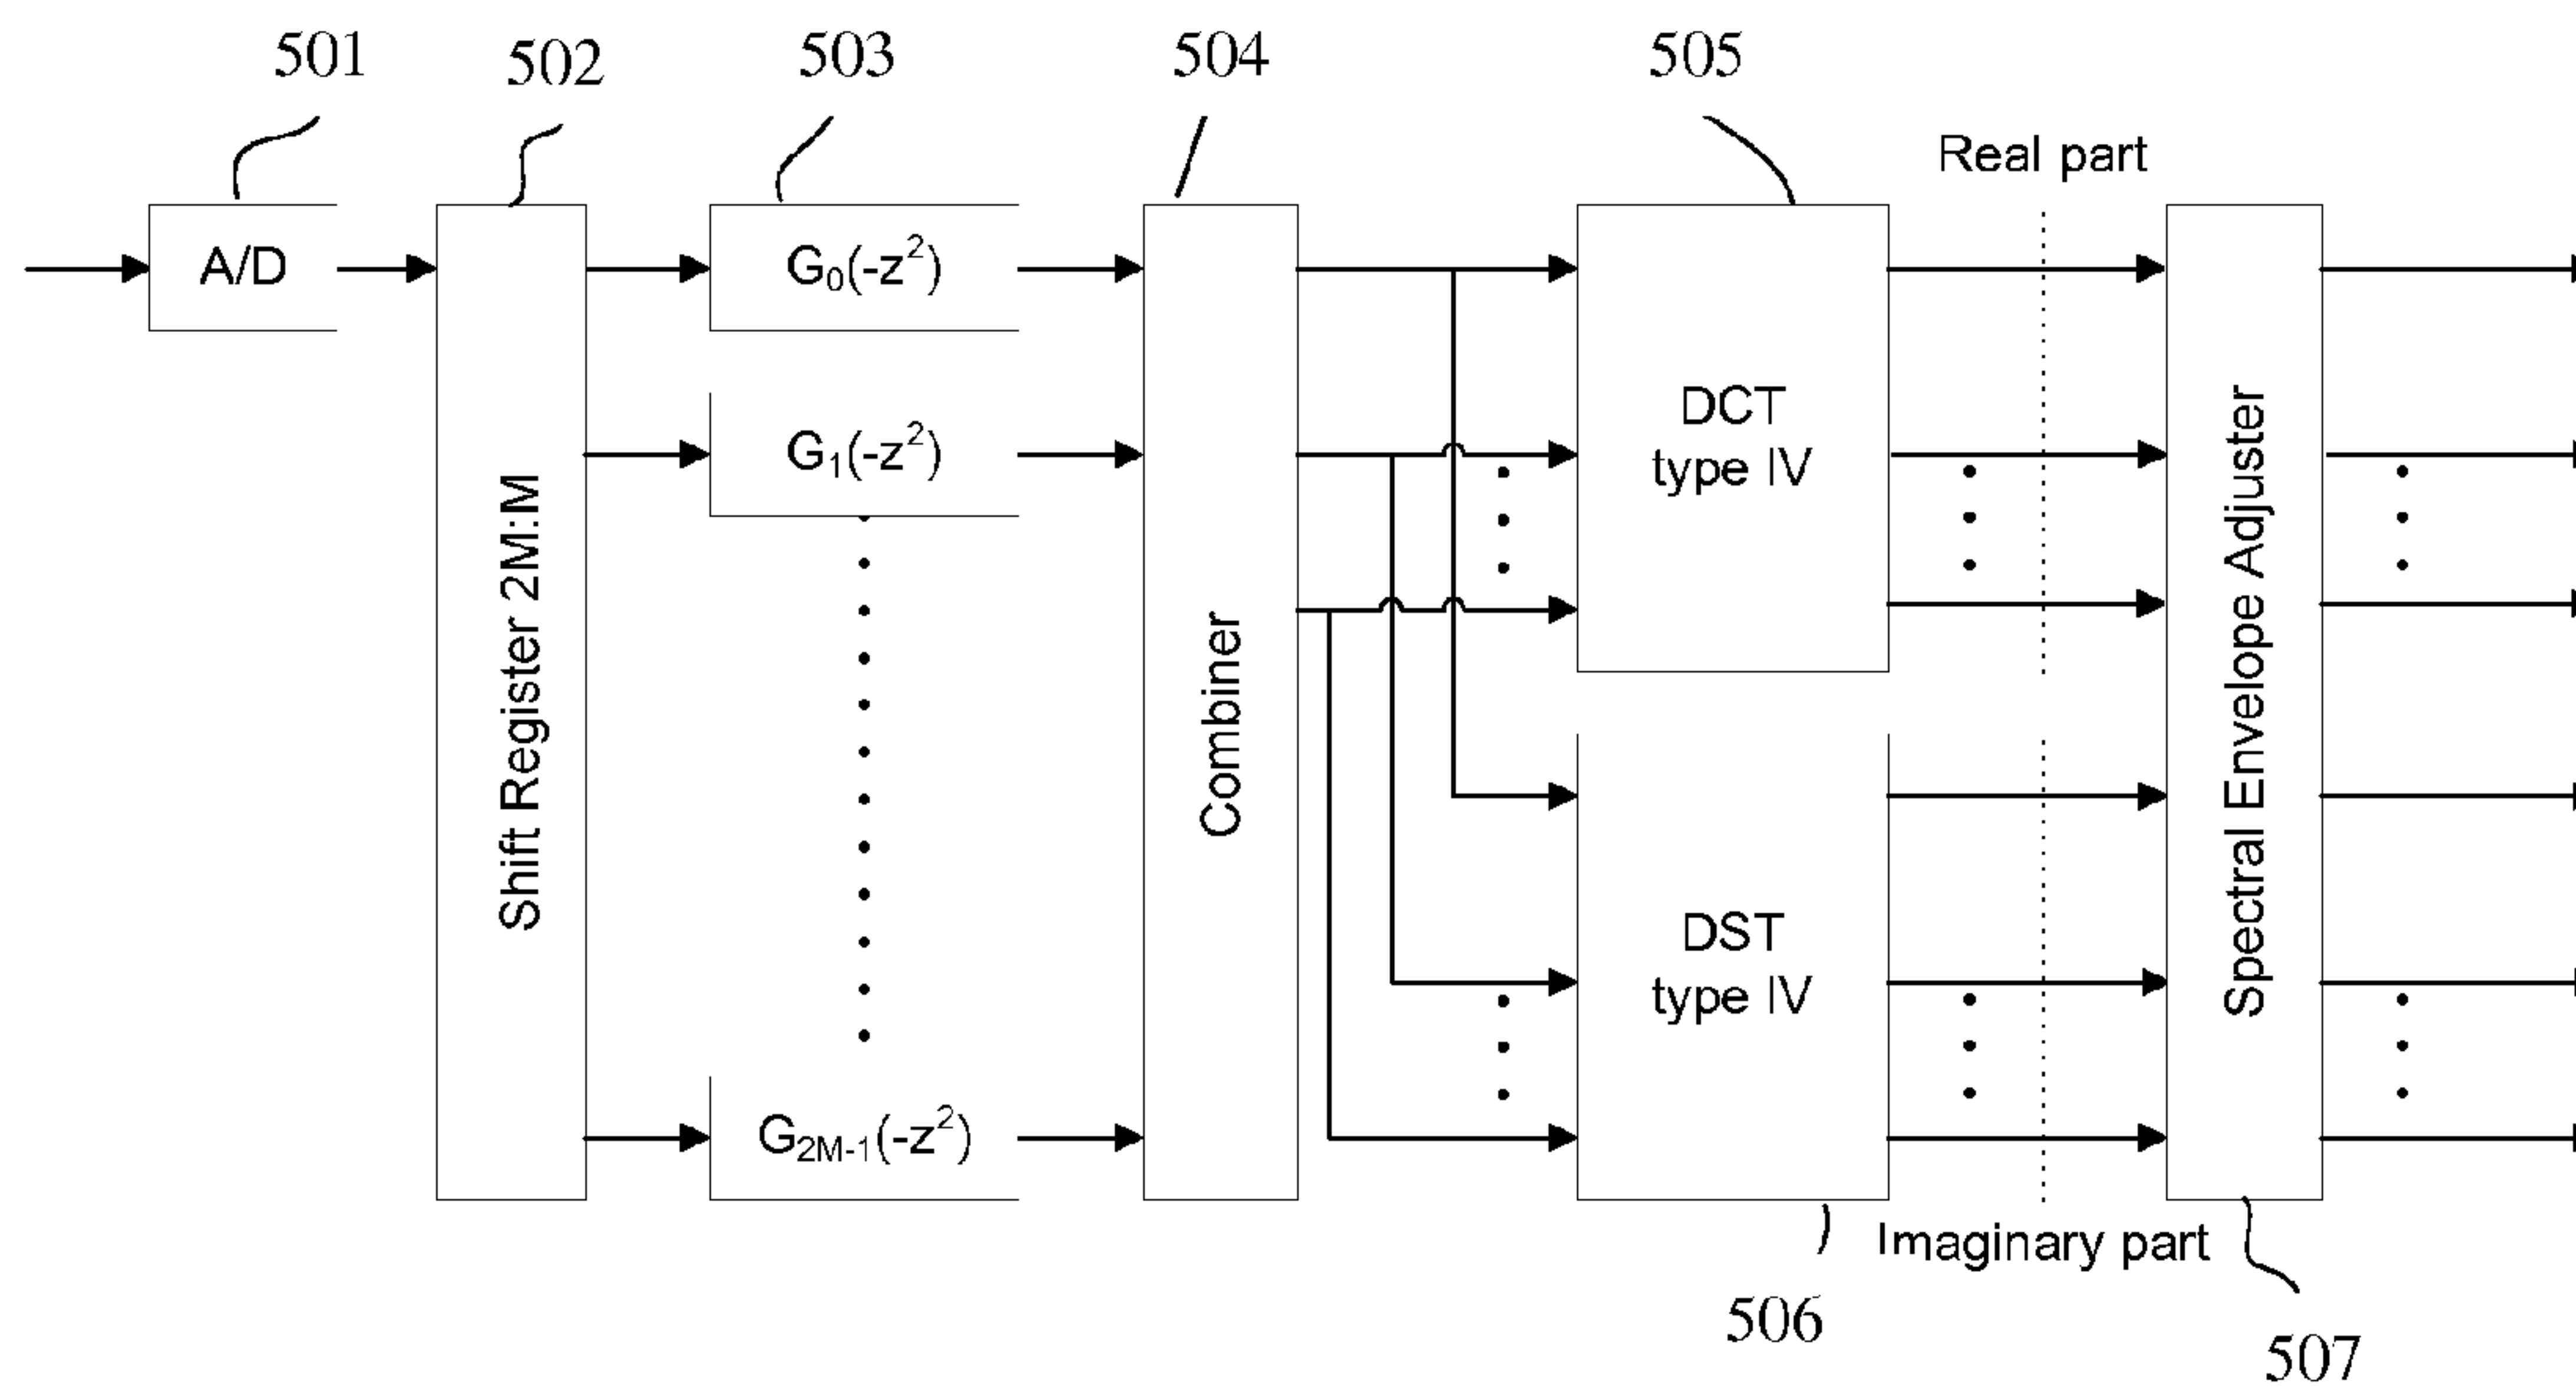 501
502
503
504
505
Real part
A/D
Shift Register 2M:M
G₀(-z²)
G₁(-z²)
G₂M-₁(-z²)
Combiner
DCT
type IV
DST
type IV
Spectral Envelope Adjuster
Imaginary part
506
507